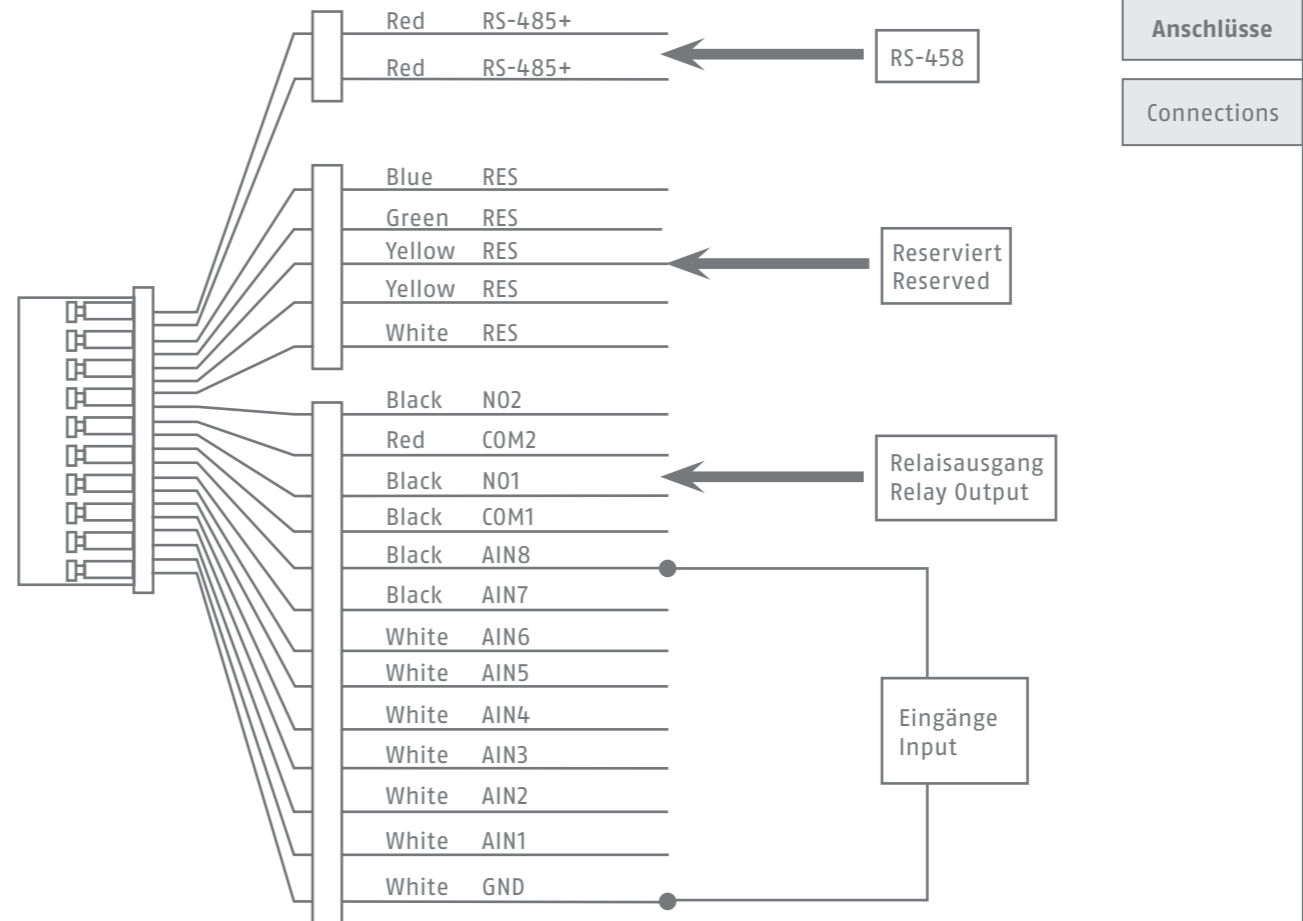 Red RS-485+
Red RS-485+
RS-458
Anschlüsse
Connections
Blue RES
Green RES
Yellow RES
Yellow RES
White RES
Reserviert
Reserved
Black NO2
Red COM2
Black NO1
Black COM1
Relaisausgang
Relay Output
Black AIN8
Black AIN7
White AIN6
White AIN5
White AIN4
White AIN3
White AIN2
White AIN1
White GND
Eingänge
Input